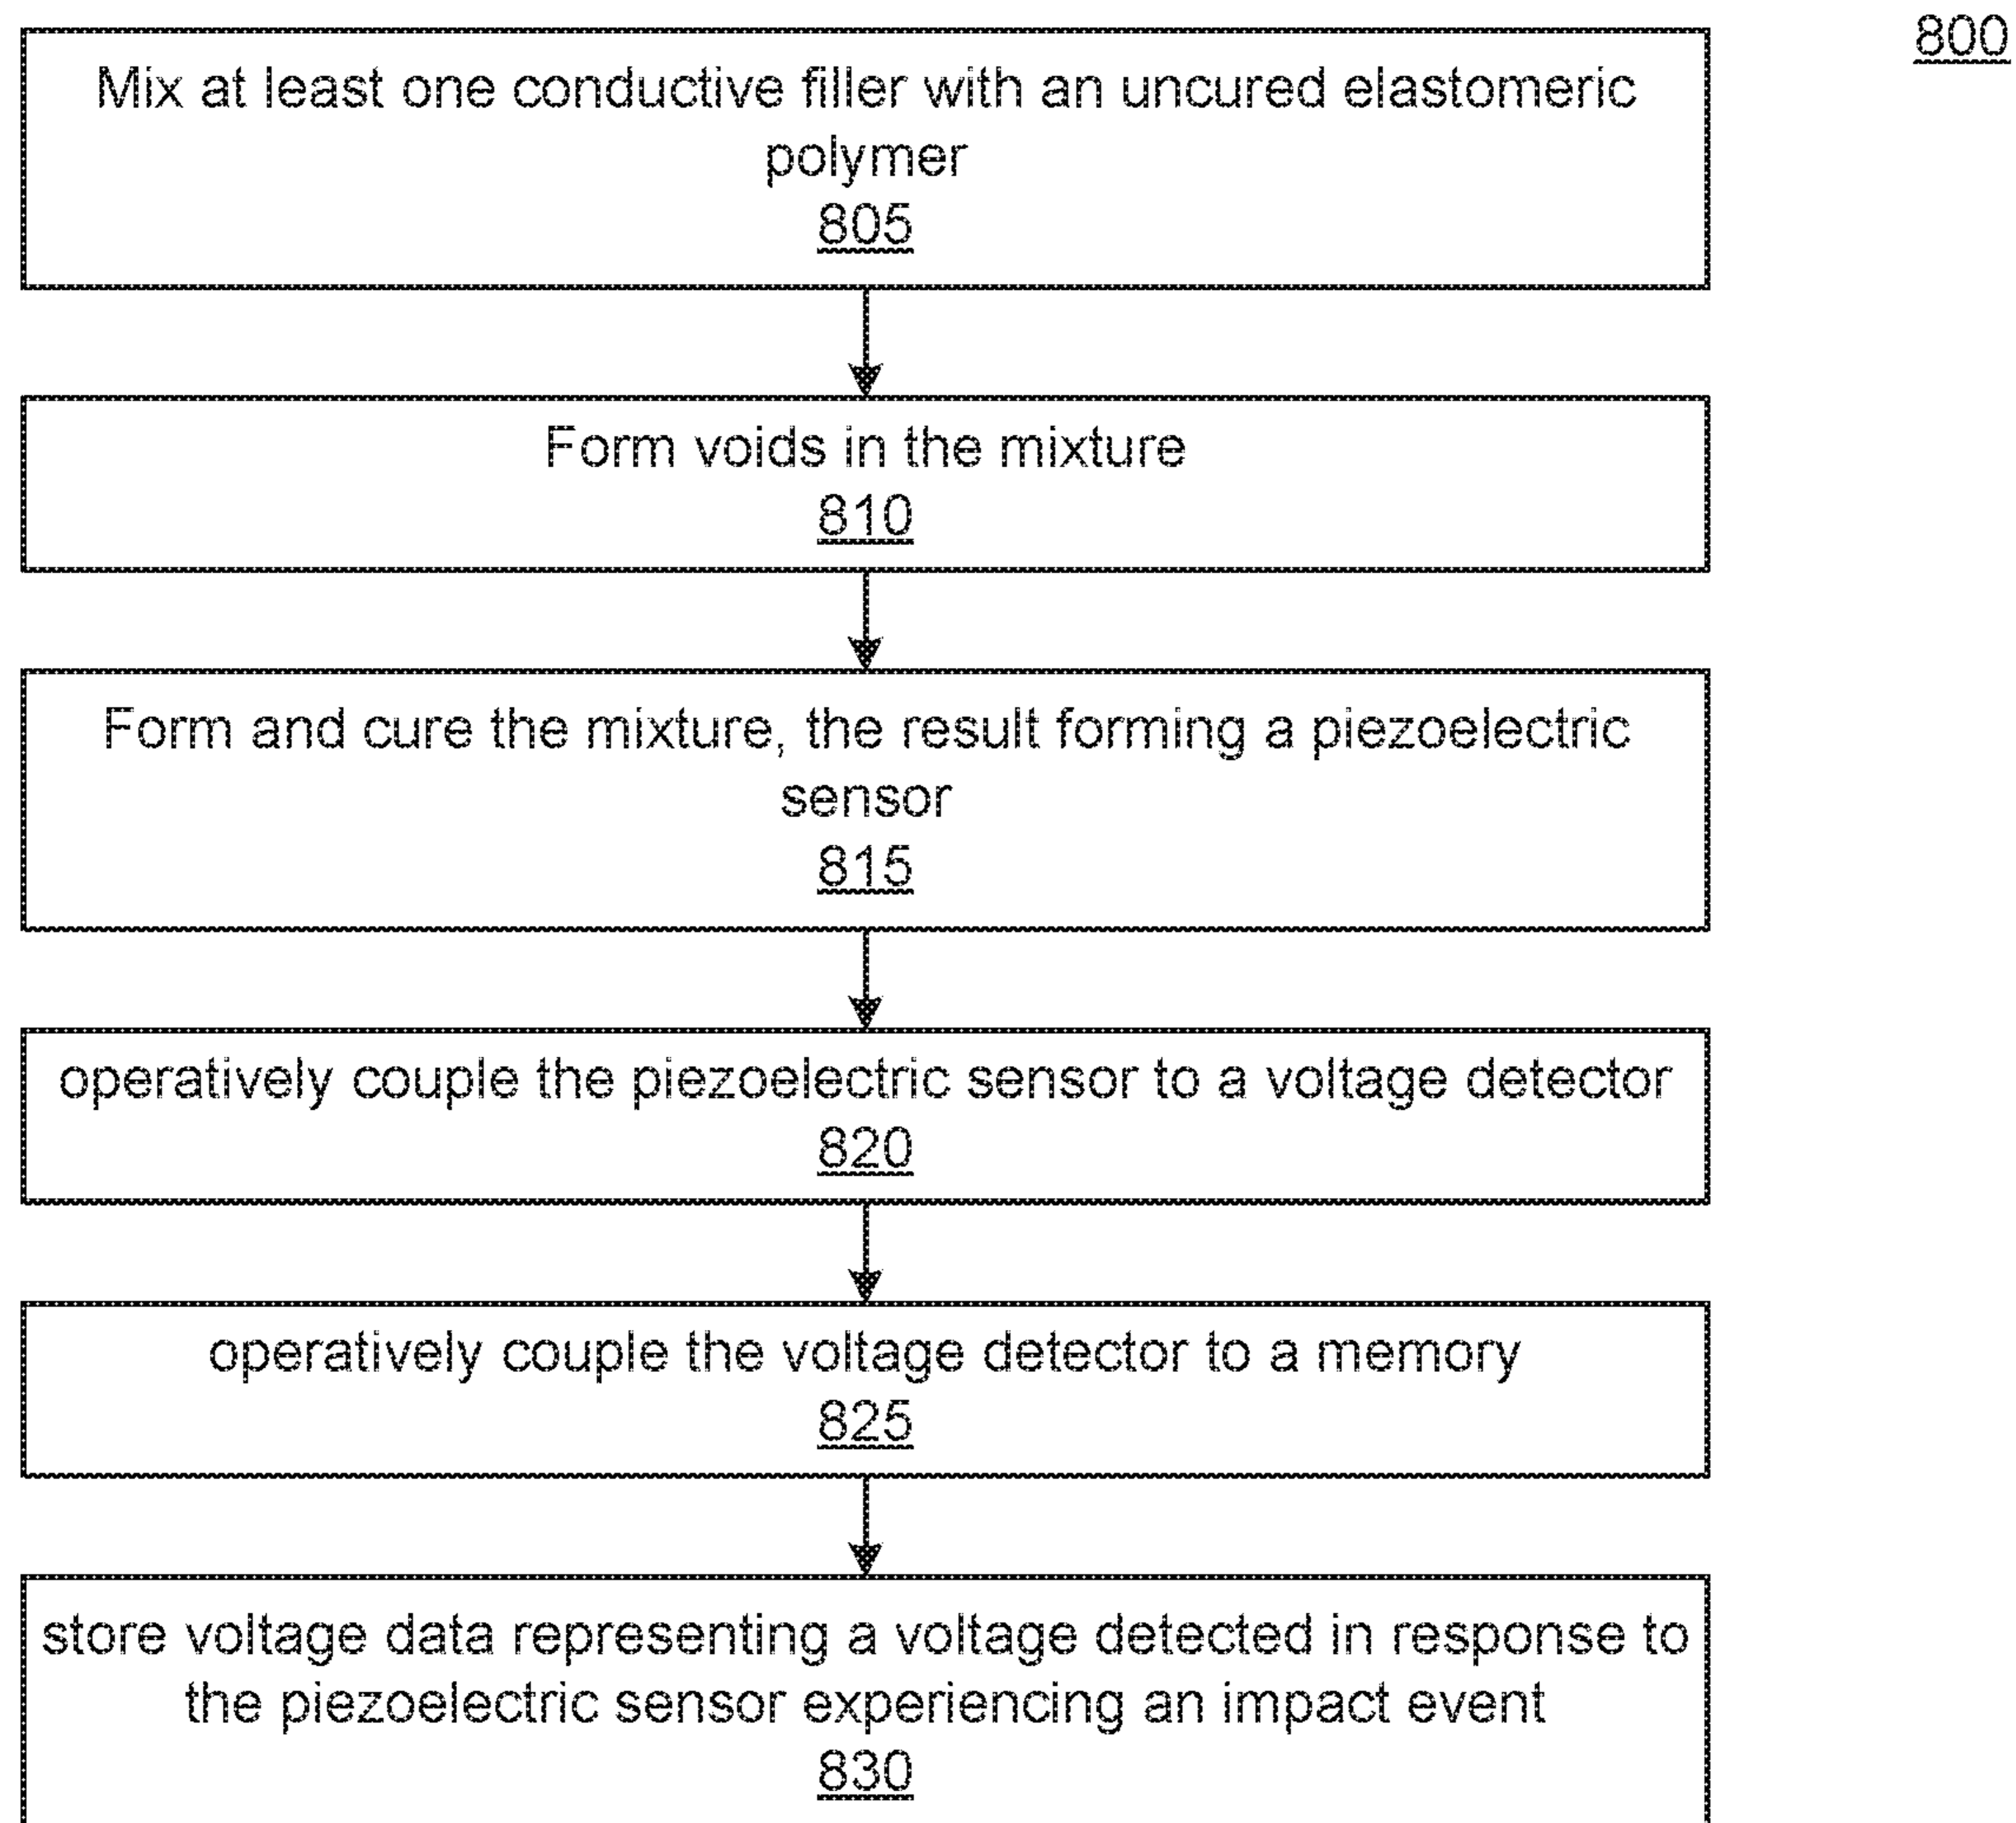 800
Mix at least one conductive filler with an uncured elastomeric
polymer
805
Form voids in the mixture
810
Form and cure the mixture, the result forming a piezoelectric
sensor
815
operatively couple the piezoelectric sensor to a voltage detector
820
operatively couple the voltage detector to a memory
825
store voltage data representing a voltage detected in response to
the piezoelectric sensor experiencing an impact event
830